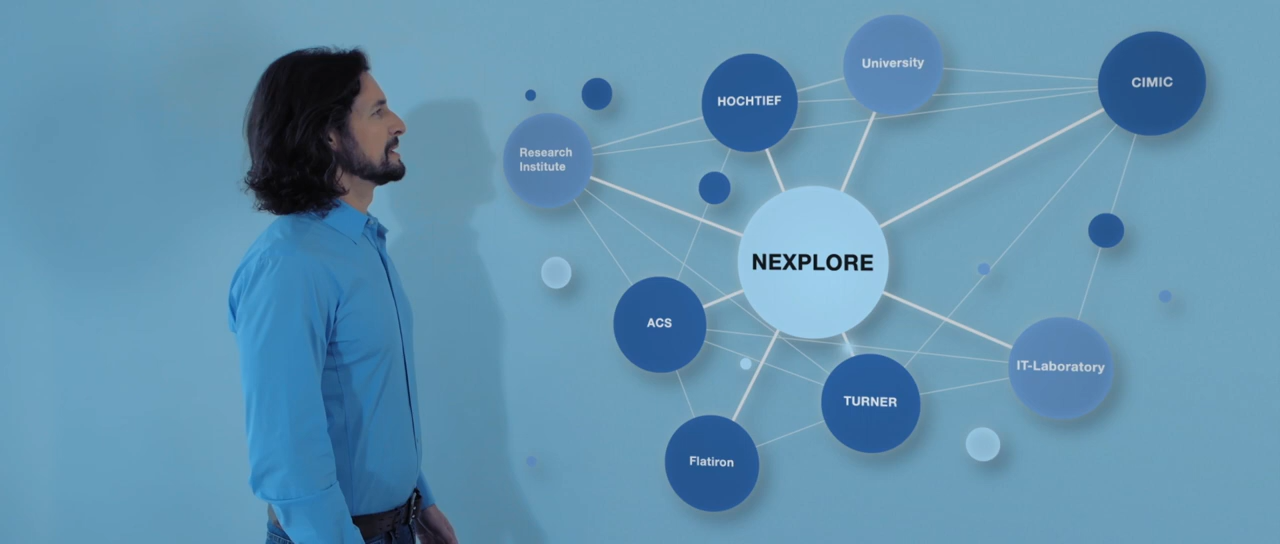 University
CIMIC
HOCHTIEF
Research
Institute
NEXPLORE
ACS
IT-Laboratory
TURNER
Flatiron